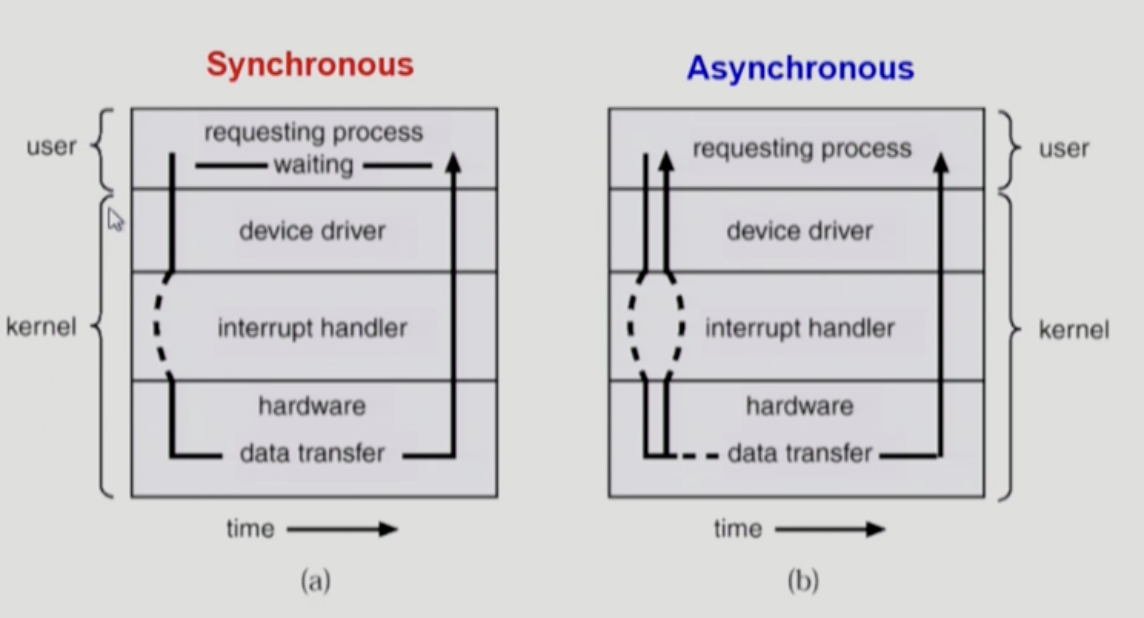 Synchronous
user
requesting process
waiting
device driver
kernel
interrupt handler
hardware
data transfer
time
(a)
Asynchronous
requesting process
user
device driver
interrupt handler
kernel
hardware
data transfer
time
(b)